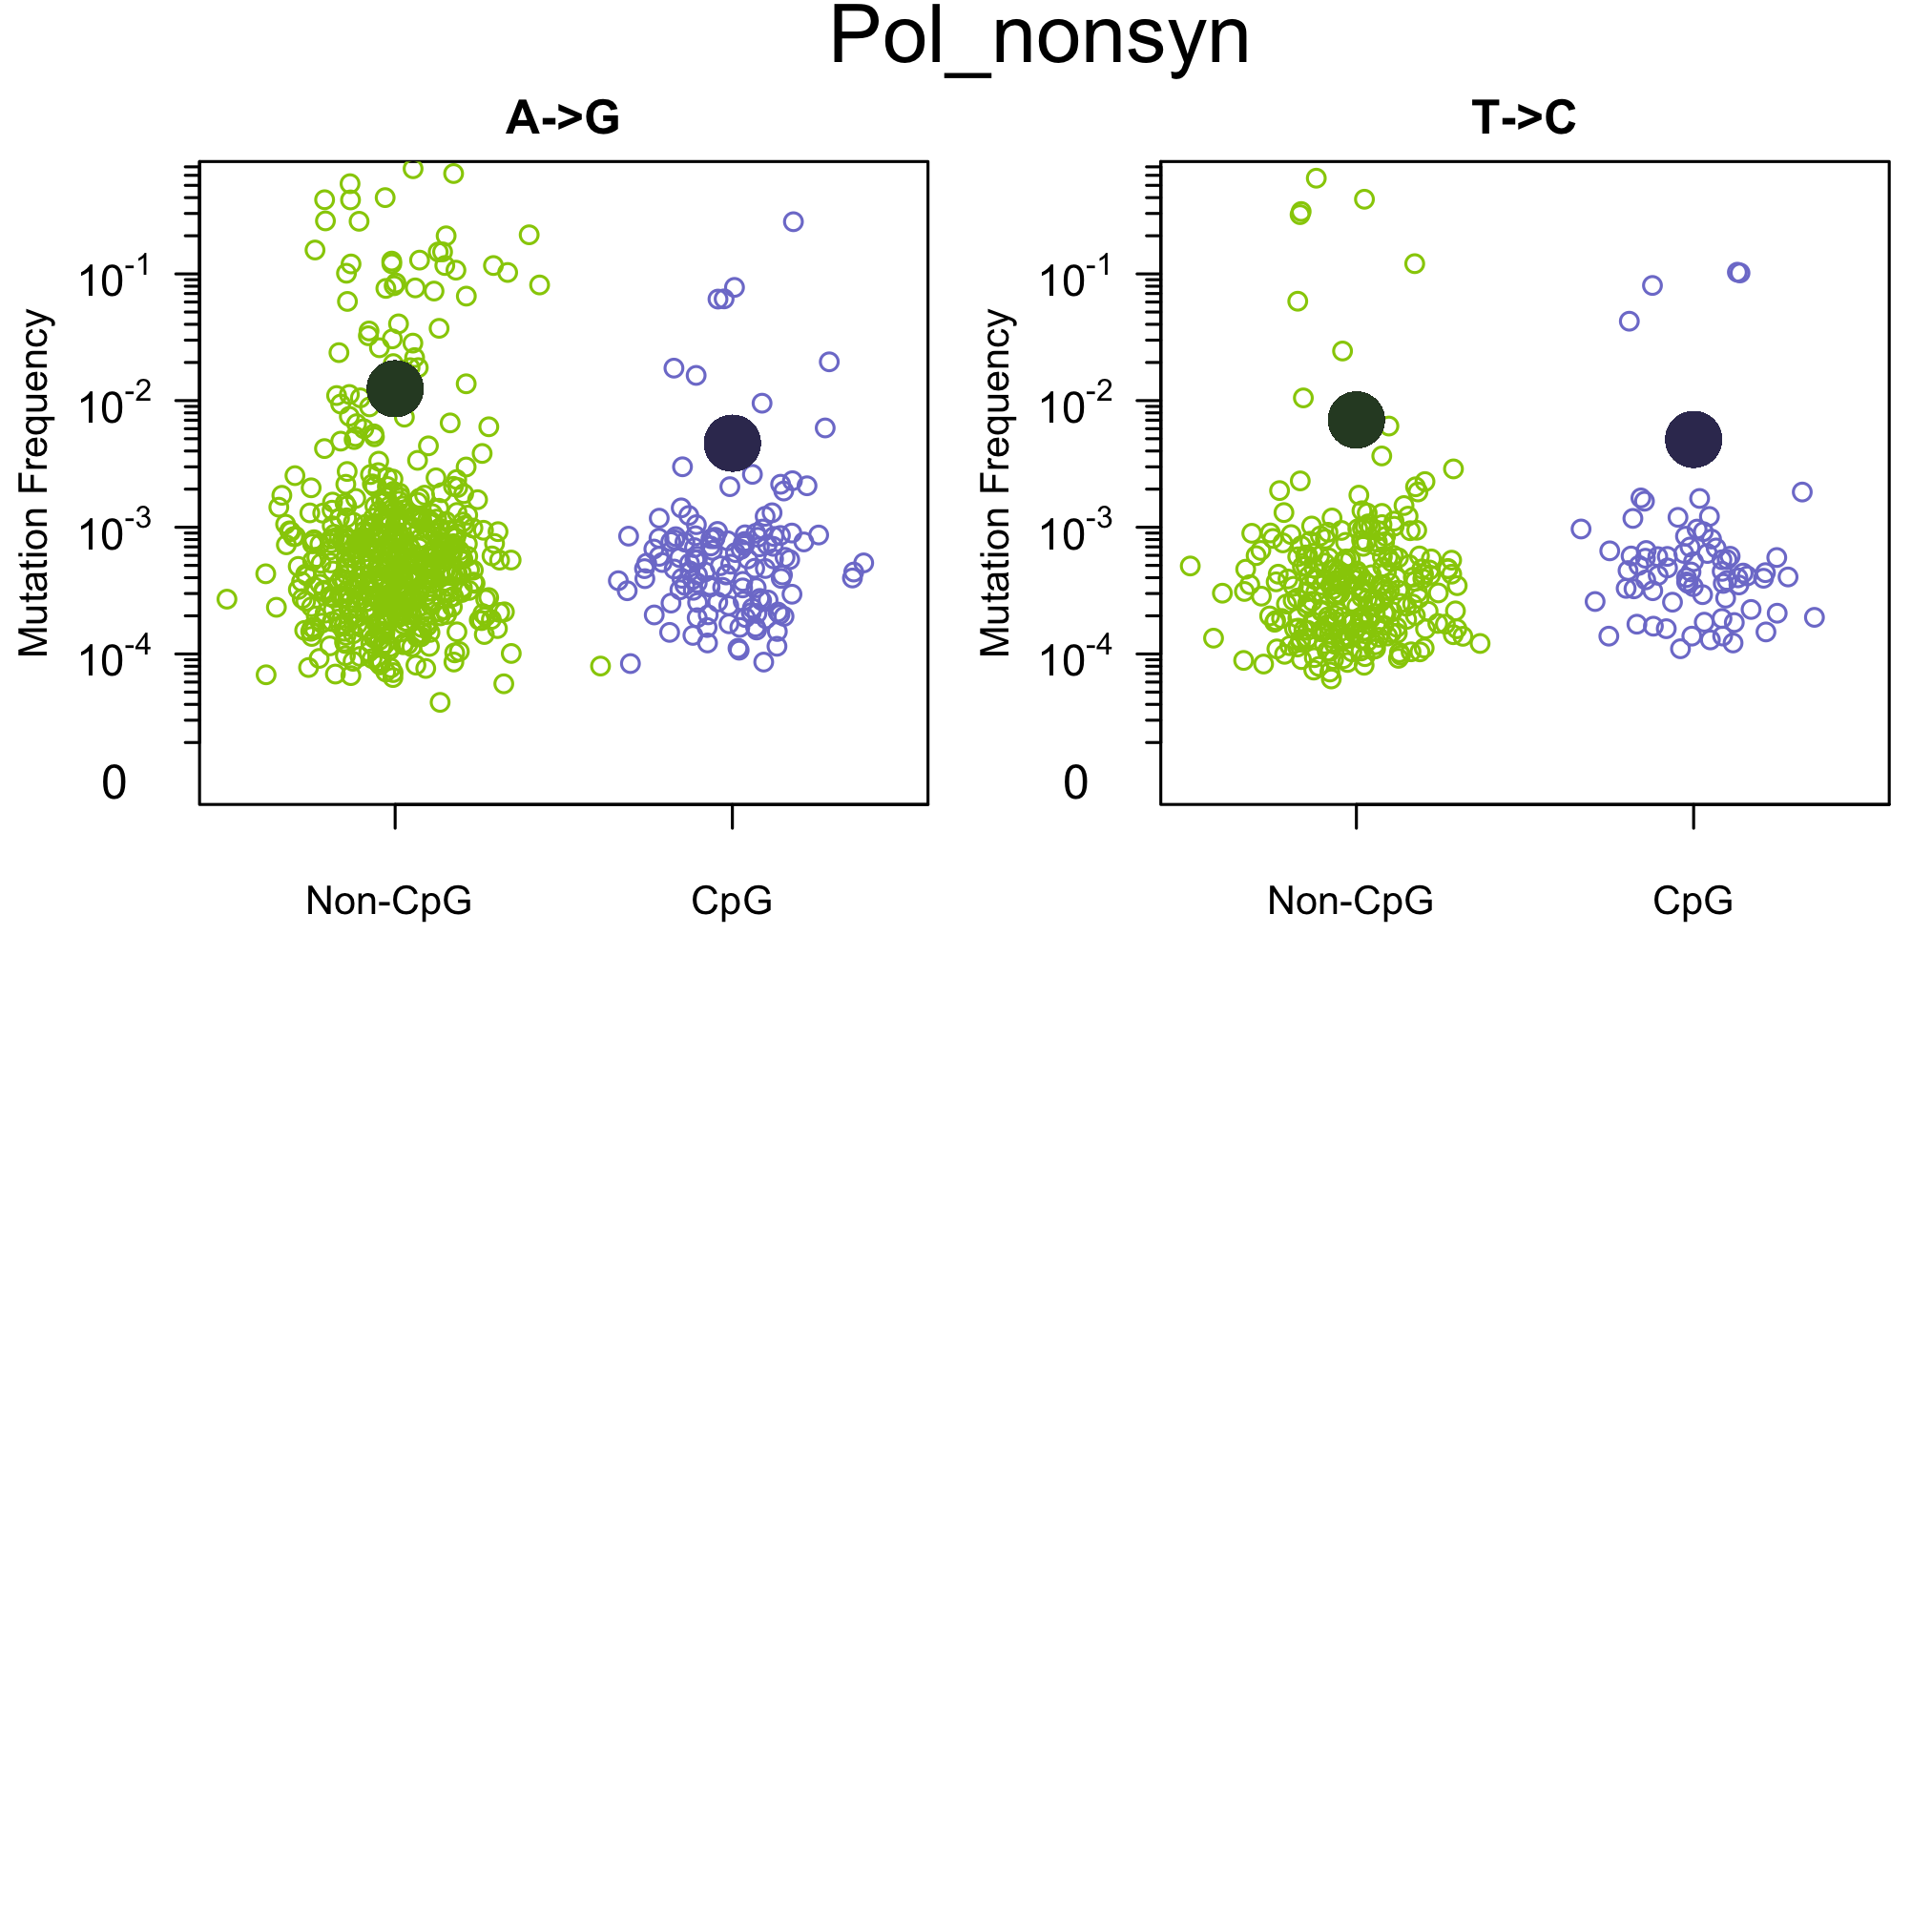 Pol_nonsyn
A->G
T->C
Mutation Frequency
10-1
10-2
10-3
10-4
0
Non-CpG
CpG
Mutation Frequency
10-1
10-2
10-3
10-4
0
Non-CpG
CpG